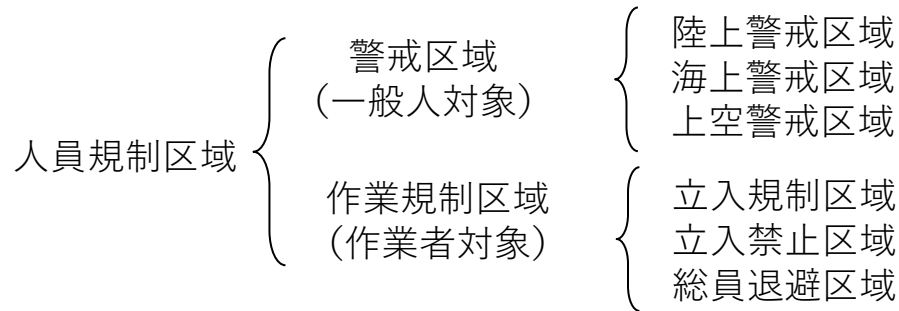 人員規制区域
警戒区域
（一般人対象）
陸上警戒区域
海上警戒区域
上空警戒区域
作業規制区域
（作業者対象）
立入規制区域
立入禁止区域
総員退避区域